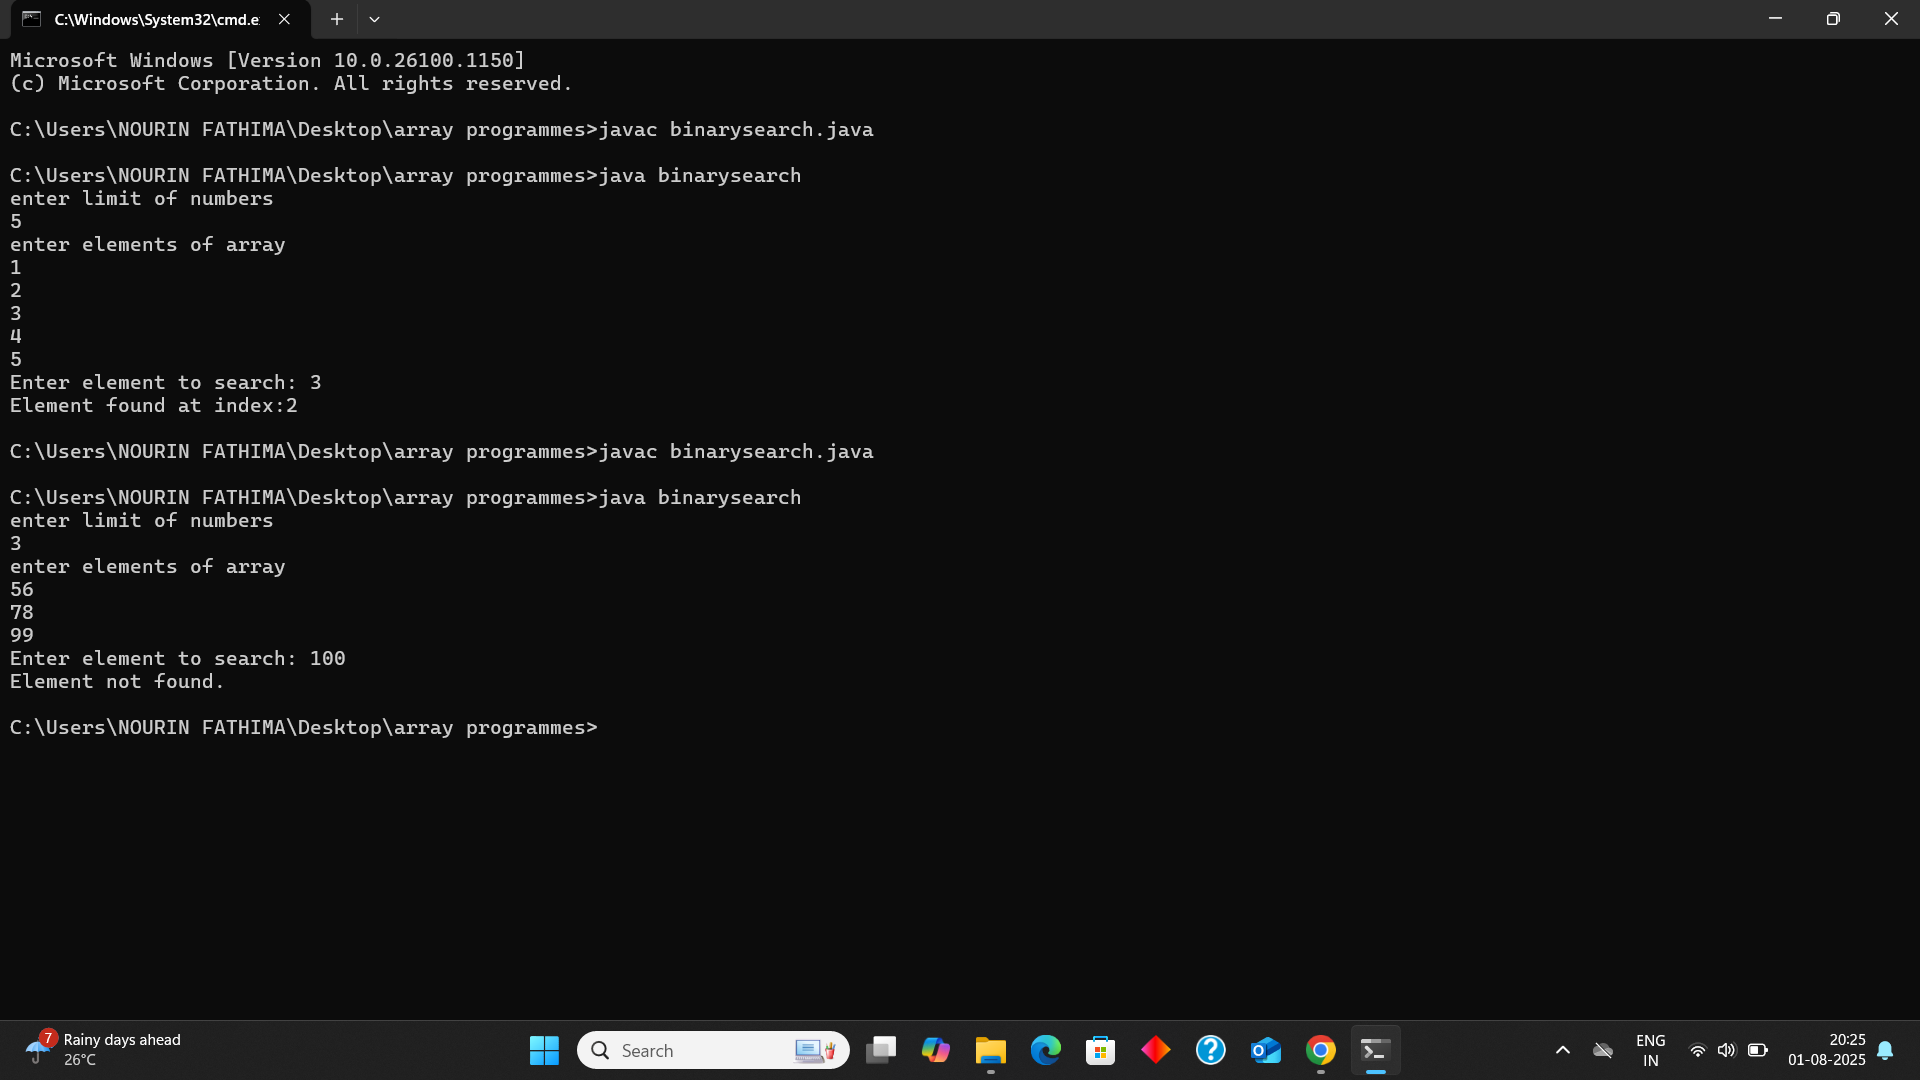 C:\Windows\System32\cmd.e
Microsoft Windows [Version 10.0.26100.1150]
(c) Microsoft Corporation. All rights reserved.
C:\Users\NOURIN FATHIMA\Desktop\array programmes>javac binarysearch.java
C:\Users\NOURIN FATHIMA\Desktop\array programmes>java binarysearch
enter limit of numbers
5
enter elements of array
1
2
3
4
5
Enter element to search: 3
Element found at index:2
C:\Users\NOURIN FATHIMA\Desktop\array programmes>javac binarysearch.java
C:\Users\NOURIN FATHIMA\Desktop\array programmes>java binarysearch
enter limit of numbers
3
enter elements of array
56
78
99
Enter element to search: 100
Element not found.
C:\Users\NOURIN FATHIMA\Desktop\array programmes>
7
Rainy days ahead
26°C
Search
ENG
IN
20:25
01-08-2025